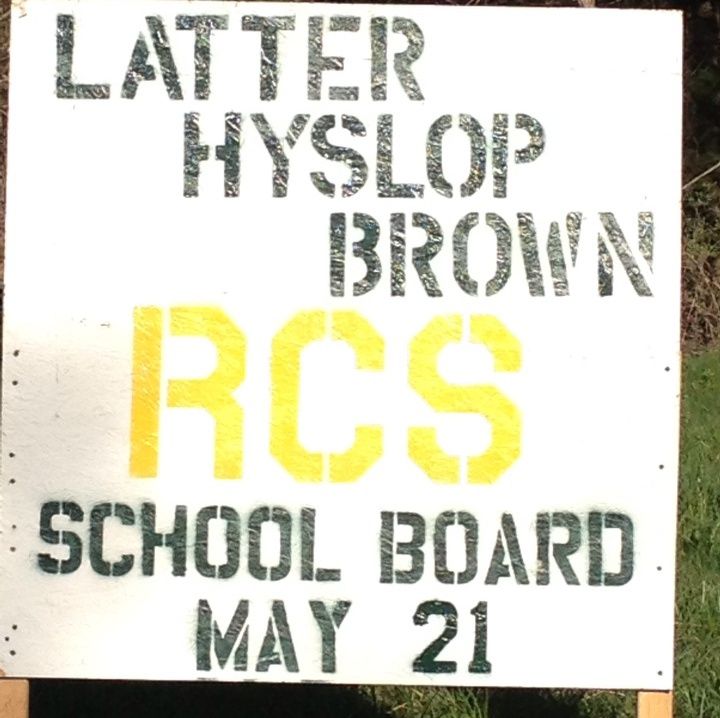 LATTER
HYSLOP
BROWN
RCS
SCHOOL BOARD
MAY 21